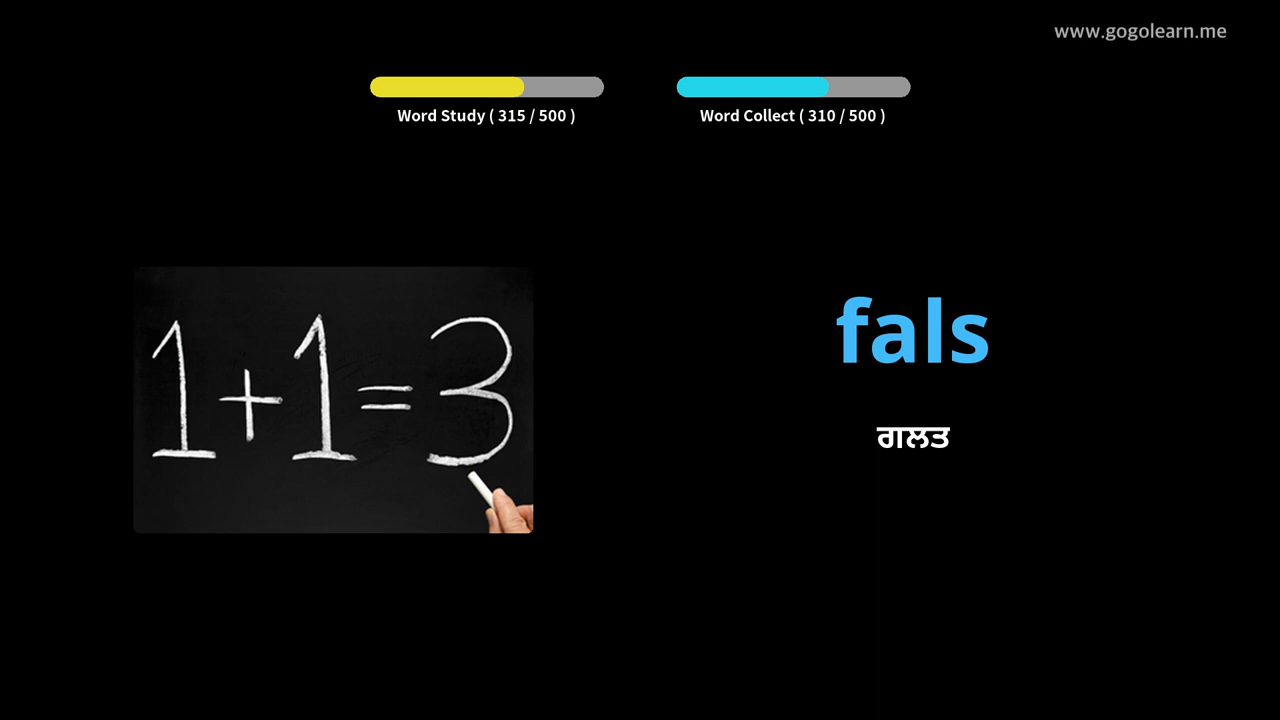 www.gogolearn.me
Word Study ( 315 / 500 )
Word Collect ( 310 / 500 )
1+1=3
fals
ਗਲਤ